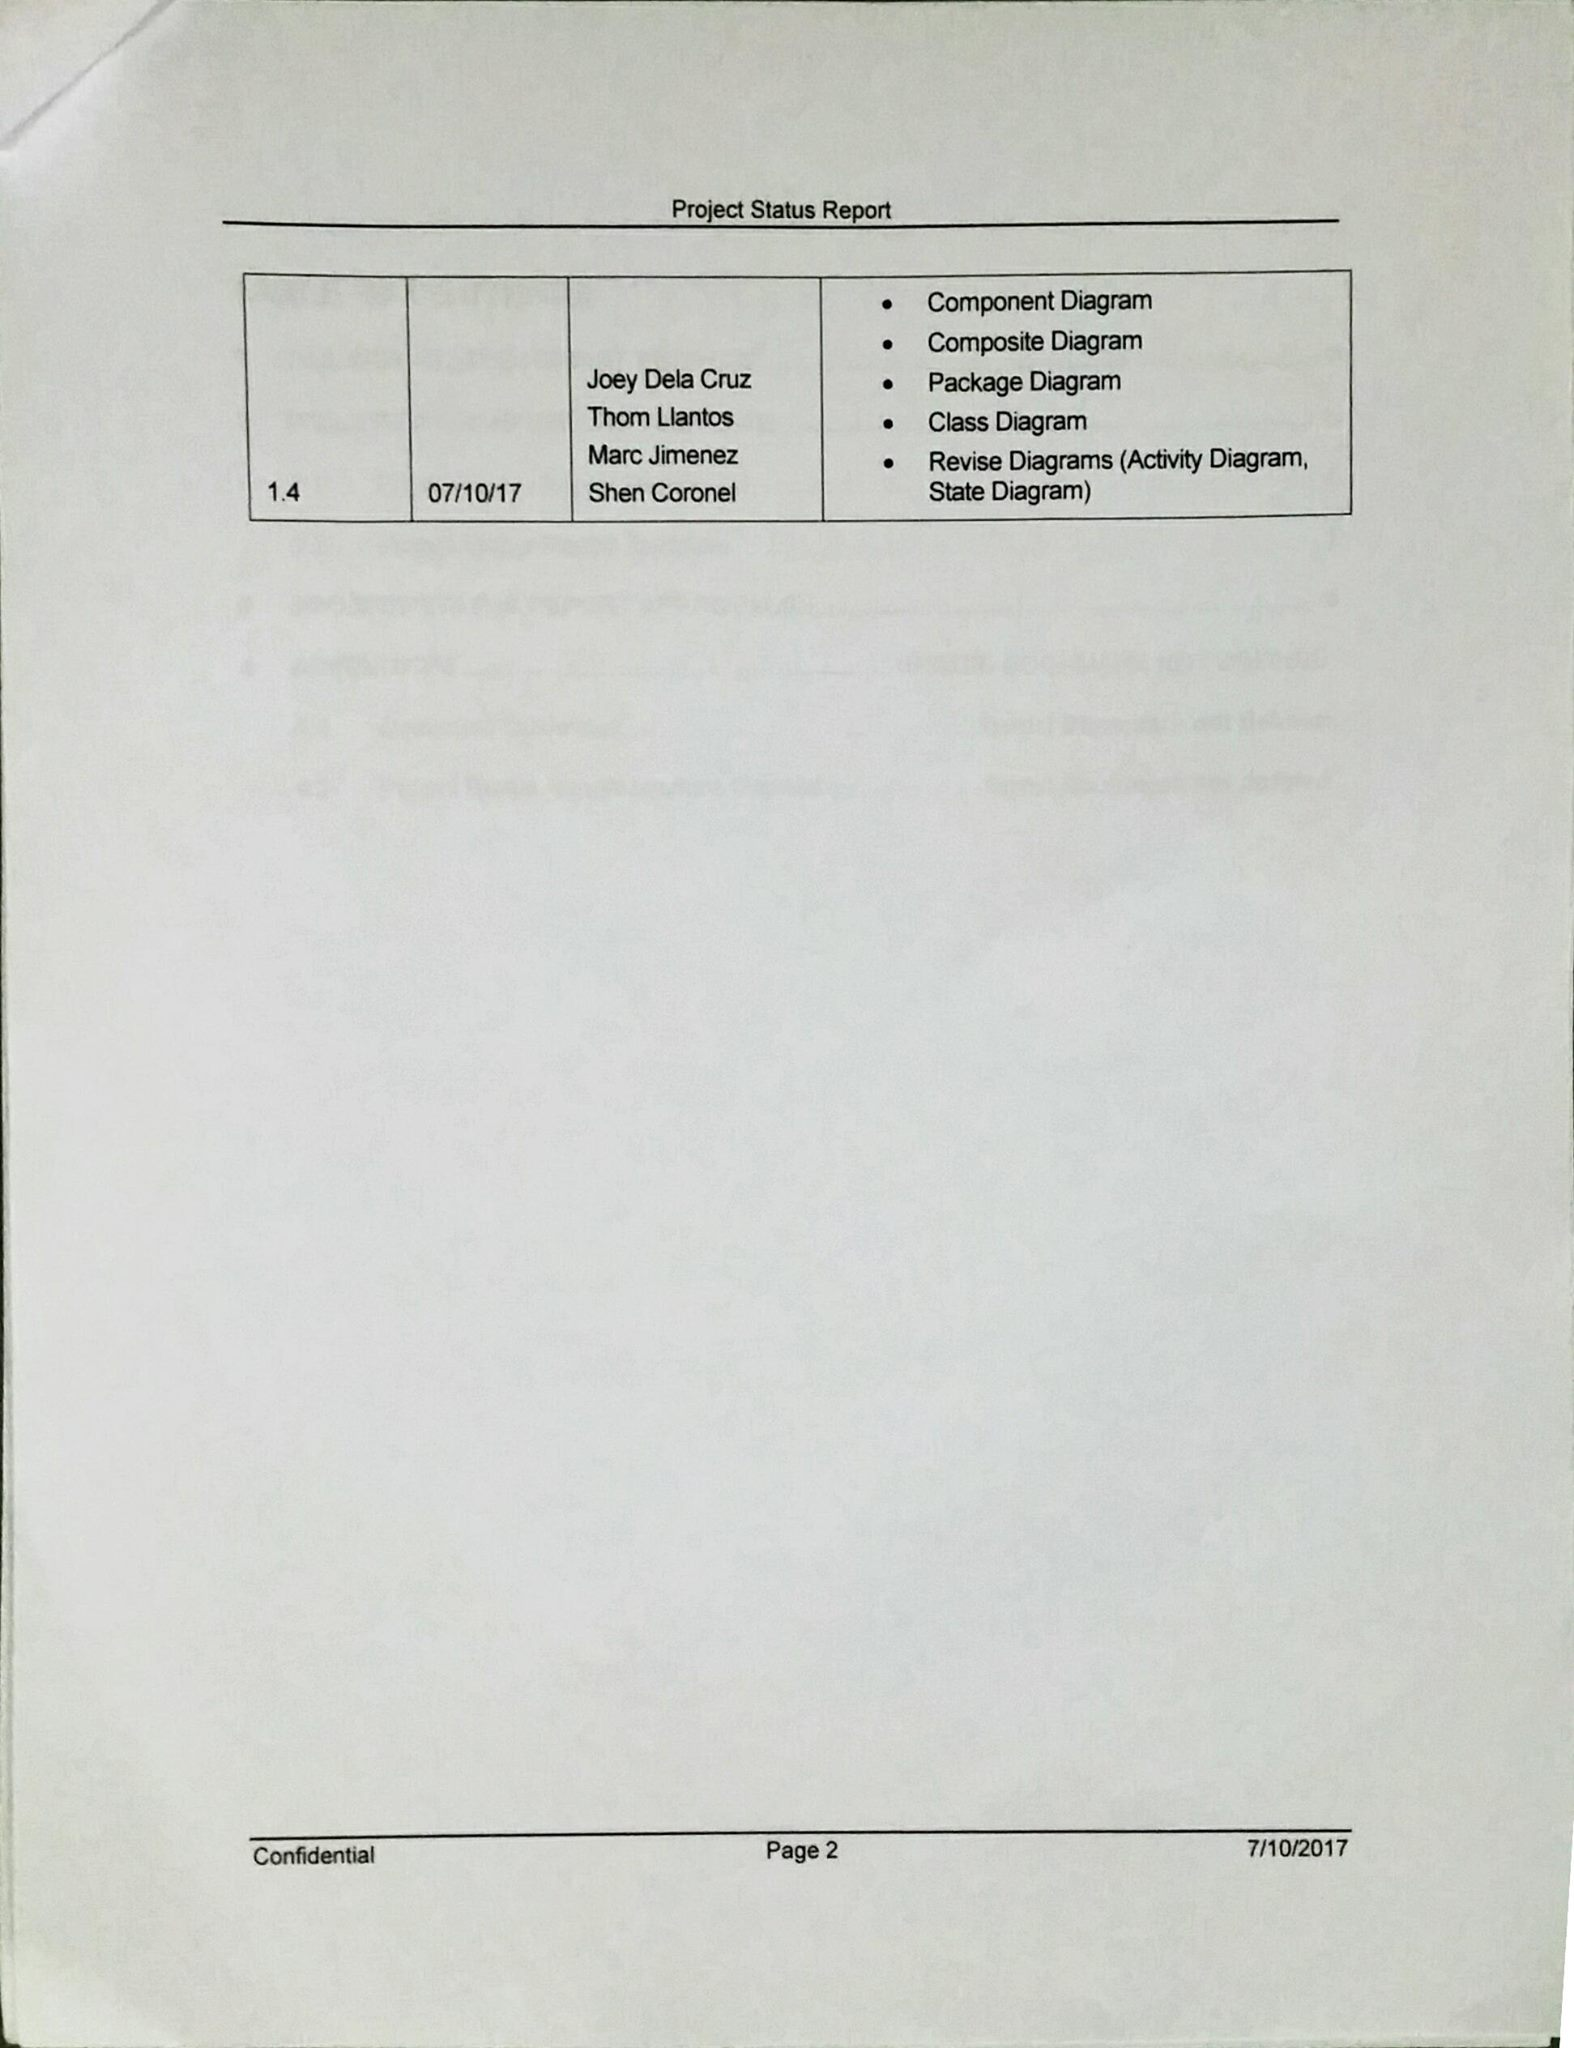 Project Status Report
1.4
07/10/17
Joey Dela Cruz
Thom Llantos
Marc Jimenez
Shen Coronel
• Component Diagram
• Composite Diagram
• Package Diagram
• Class Diagram
• Revise Diagrams (Activity Diagram,
State Diagram)
Confidential Page 2 7/10/2017